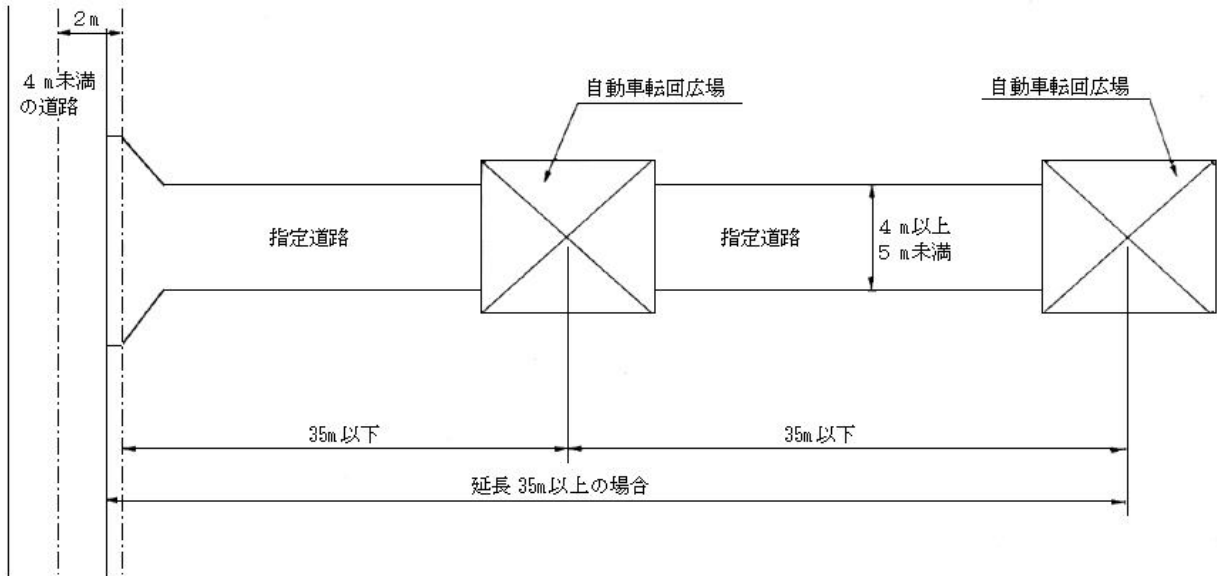 2m
4m未満
の道路
自動車転回広場
自動車転回広場
指定道路
指定道路
4m以上
5m未満
35m以下
35m以下
延長35m以上の場合